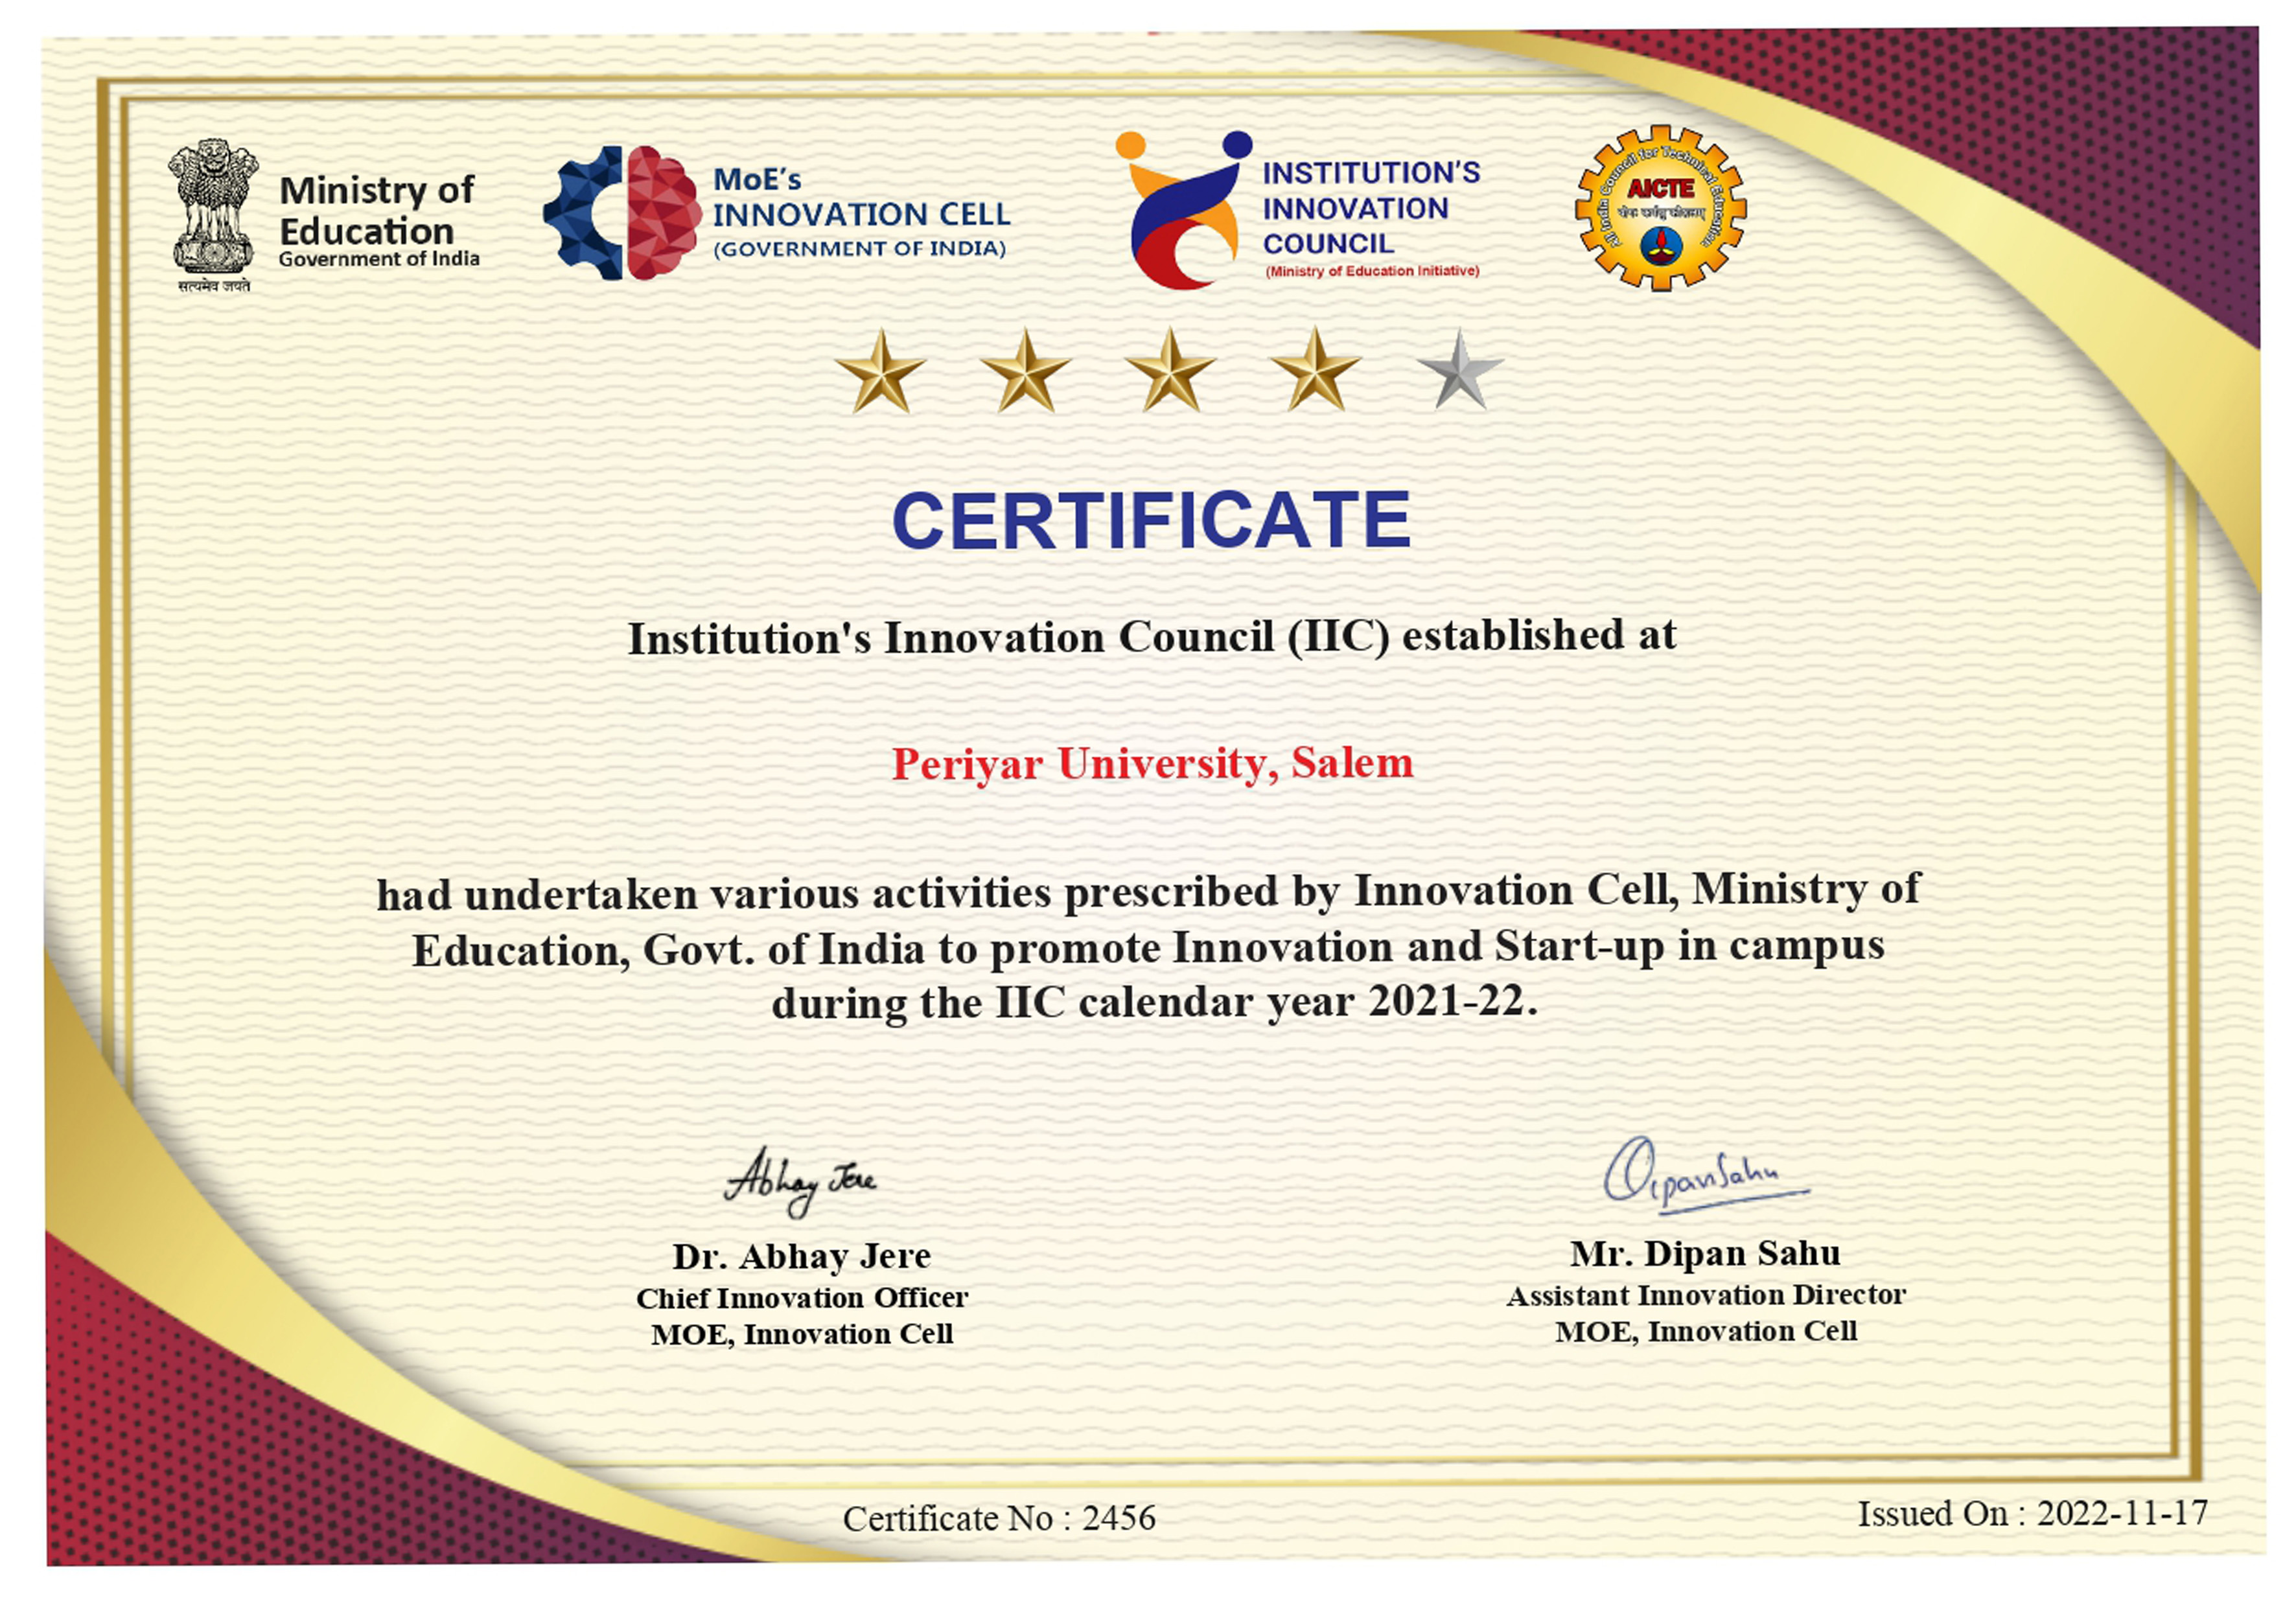 Ministry of
Education
Government of India
सत्यमेव जयते
MoE's
INNOVATION CELL
(GOVERNMENT OF INDIA)
INSTITUTION'S
INNOVATION
COUNCIL
(Ministry of Education Initiative)
All India Council for Technical Education
AICTE
CERTIFICATE
Institution's Innovation Council (IIC) established at
Periyar University, Salem
had undertaken various activities prescribed by Innovation Cell, Ministry of
Education, Govt. of India to promote Innovation and Start-up in campus
during the IIC calendar year 2021-22.
Abhay Jere
Dipan Sahu
Dr. Abhay Jere
Chief Innovation Officer
MOE, Innovation Cell
Mr. Dipan Sahu
Assistant Innovation Director
MOE, Innovation Cell
Certificate No : 2456
Issued On : 2022-11-17